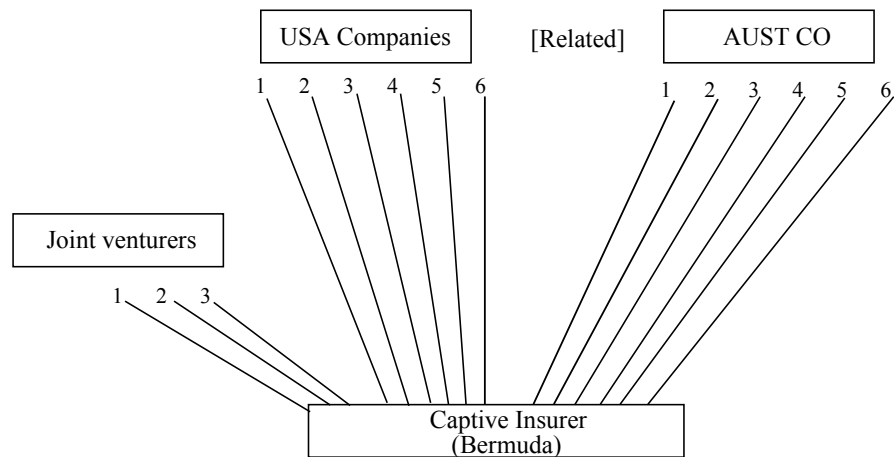 USA Companies [Related] AUST CO
1 2 3 4 5 6 1 2 3 4 5 6
Joint venturers
1 2 3
Captive Insurer
(Bermuda)